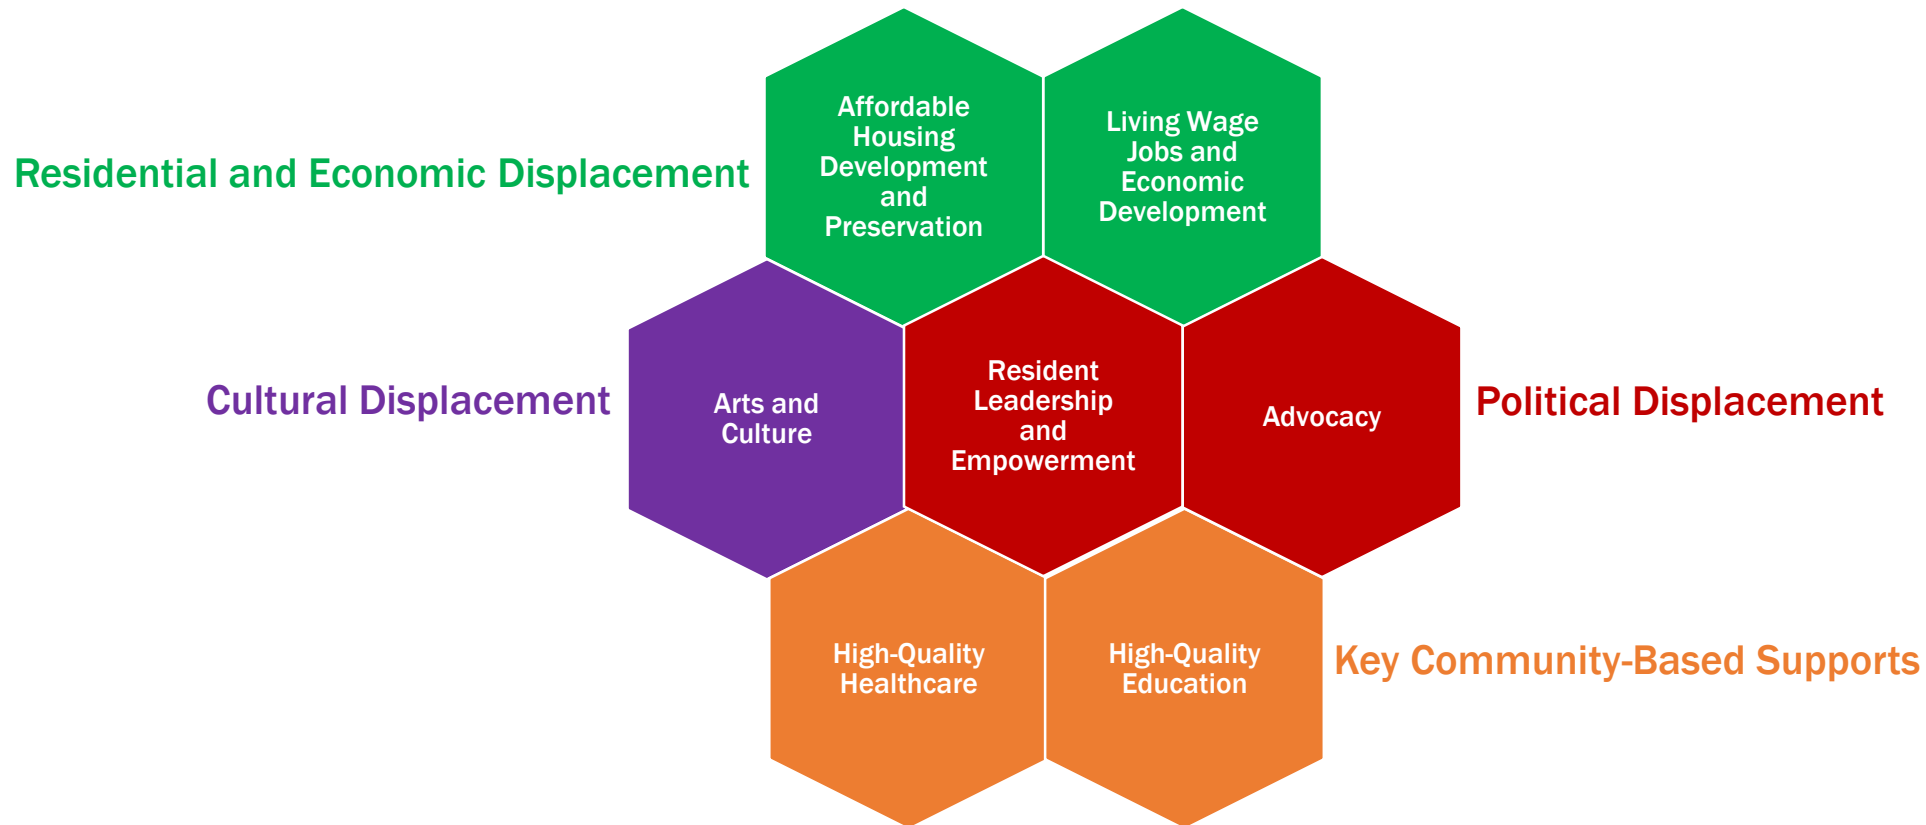 Affordable
Housing
Development
and
Preservation
Living Wage
Jobs and
Economic
Development
Residential and Economic Displacement
Cultural Displacement
Arts and
Culture
Resident
Leadership
and
Empowerment
Advocacy
Political Displacement
High-Quality
Healthcare
High-Quality
Education
Key Community-Based Supports